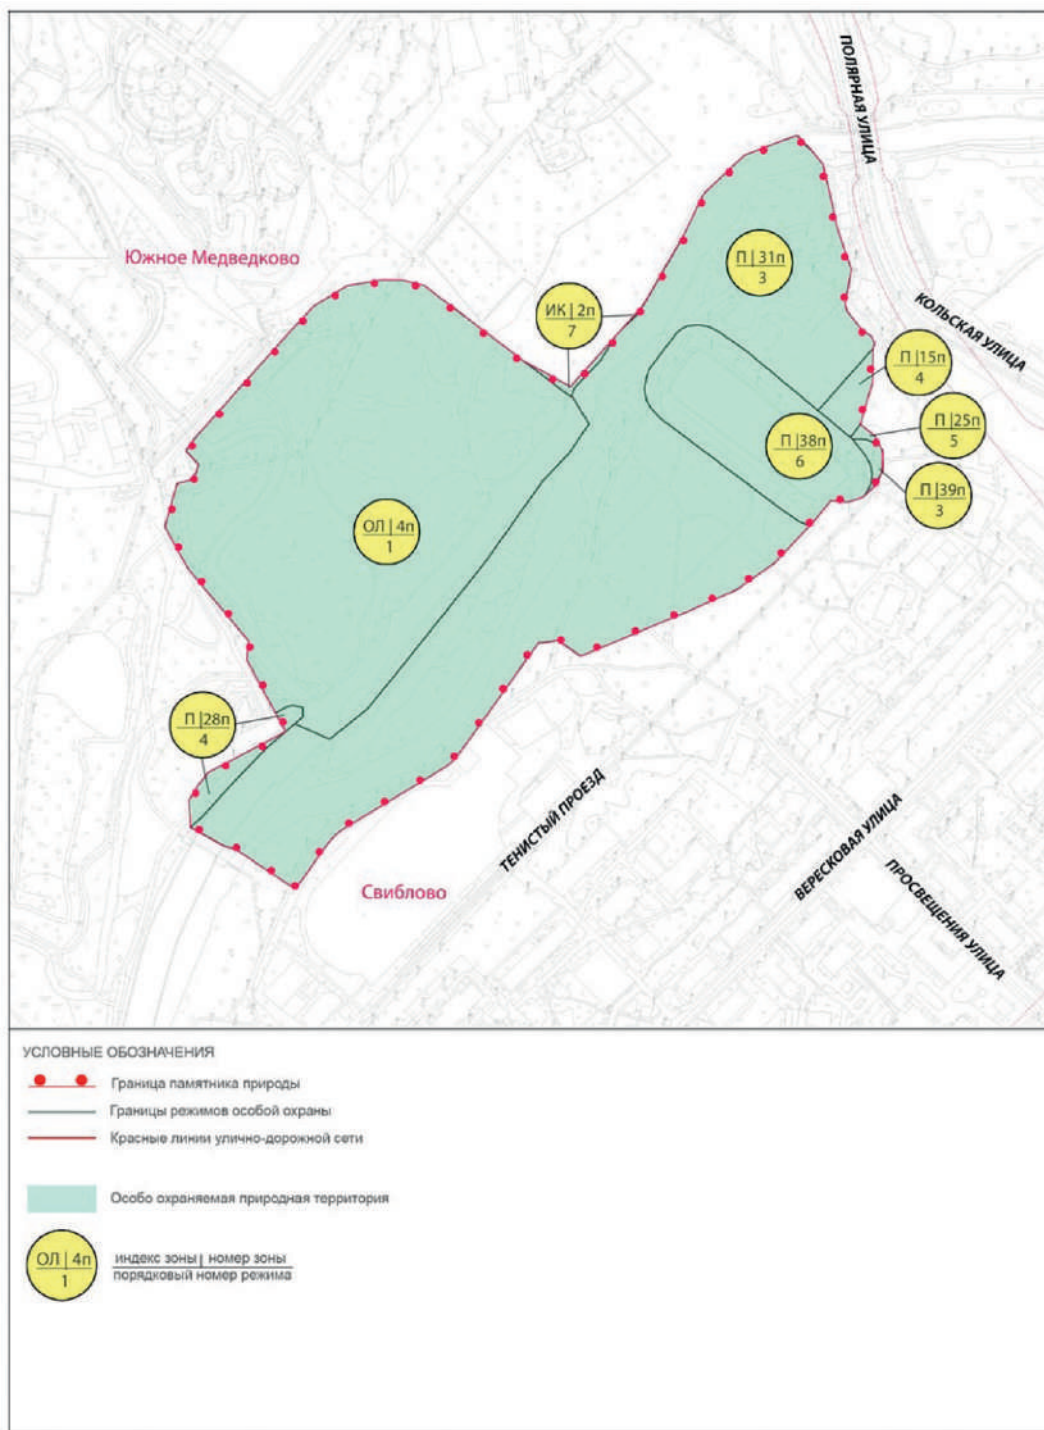 ПОЛЯРНАЯ УЛИЦА
Южное Медведково
П | 31п
3
ИК | 2п
7
КОЛЬСКАЯ УЛИЦА
П | 15п
4
П | 25п
5
П | 38п
6
П | 39п
3
ОЛ | 4п
1
П | 28п
4
ТЕНИСТЫЙ ПРОЕЗД
ВЕРЕСКОВАЯ УЛИЦА
ПРОСВЕЩЕНИЯ УЛИЦА
Свиблово
УСЛОВНЫЕ ОБОЗНАЧЕНИЯ
Граница памятника природы
Границы режимов особой охраны
Красные линии улично-дорожной сети
Особо охраняемая природная территория
ОЛ | 4п
1
индекс зоны | номер зоны
порядковый номер режима